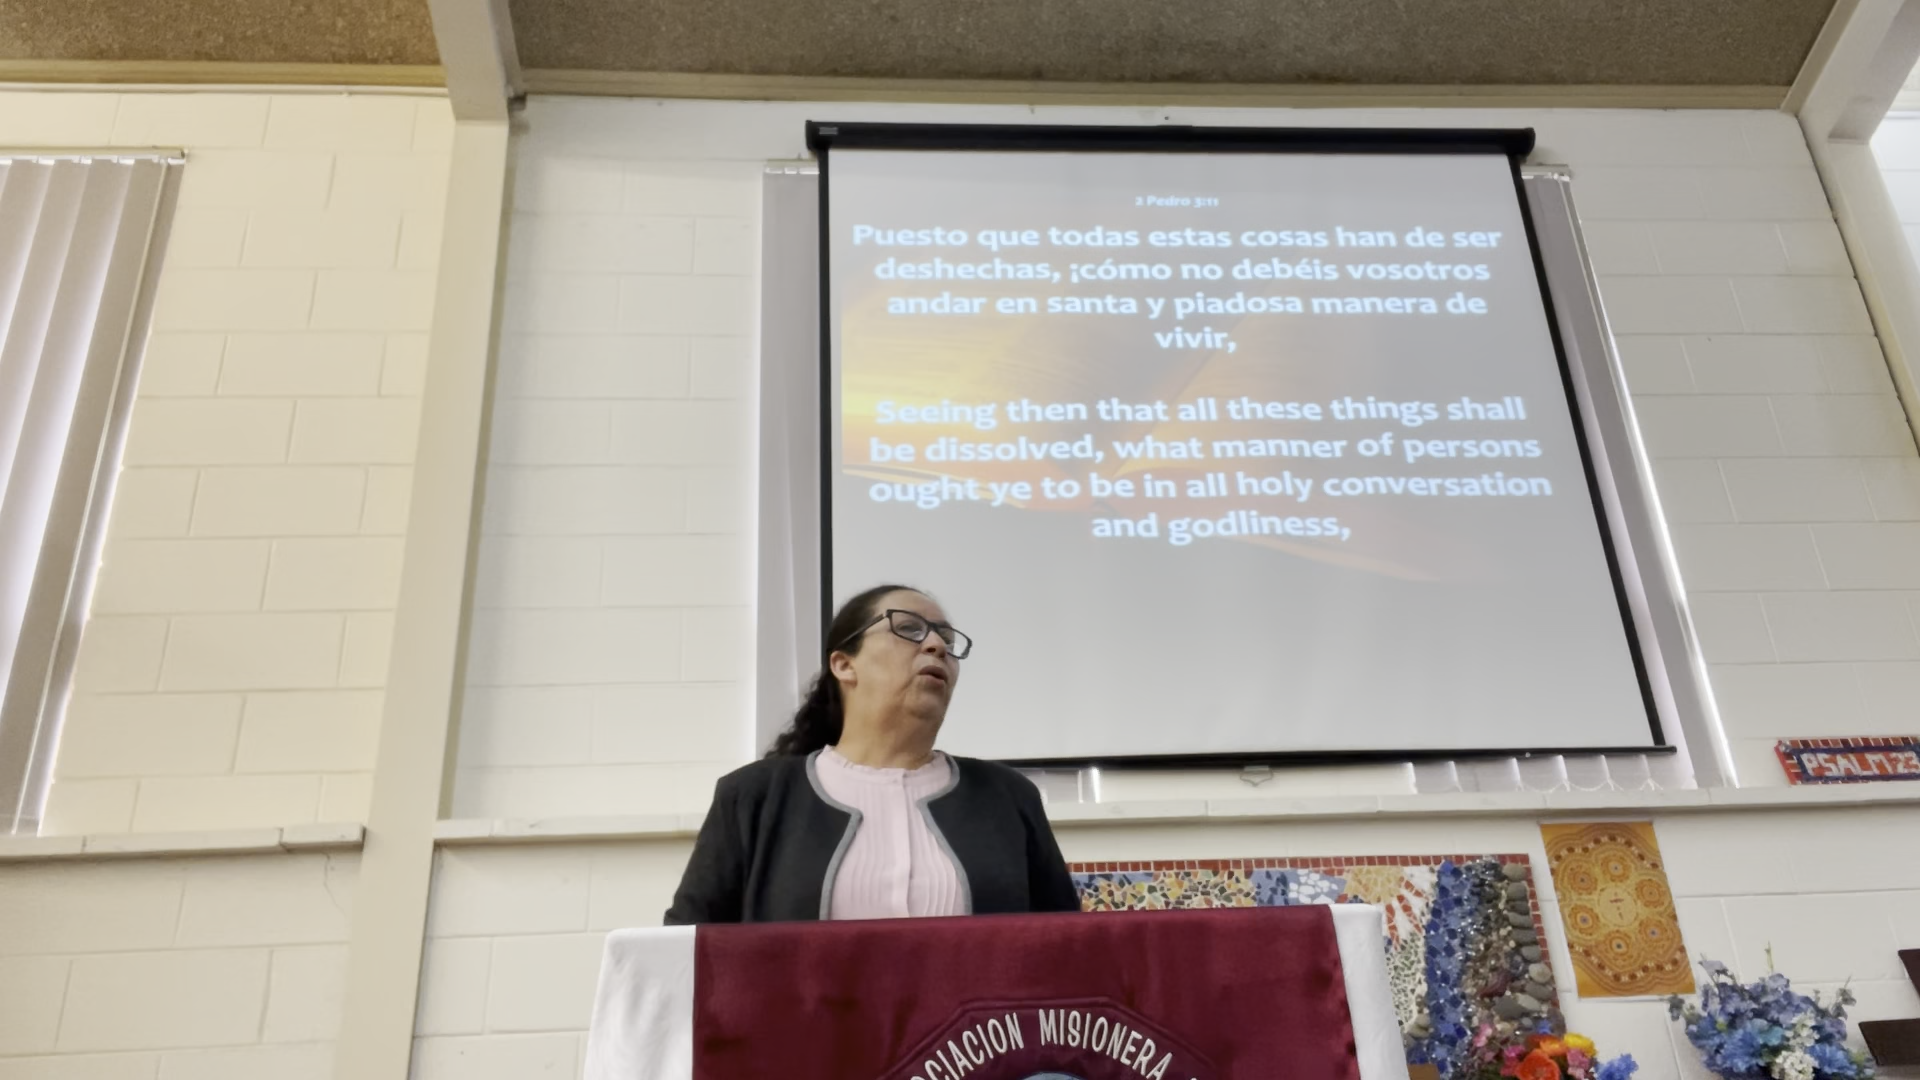 2 Pedro 3:11
Puesto que todas estas cosas han de ser
deshechas, ¡cómo no debéis vosotros
andar en santa y piadosa manera de
vivir,
Seeing then that all these things shall
be dissolved, what manner of persons
ought ye to be in all holy conversation
and godliness,
PSALM 23
CIACION MISIONERA